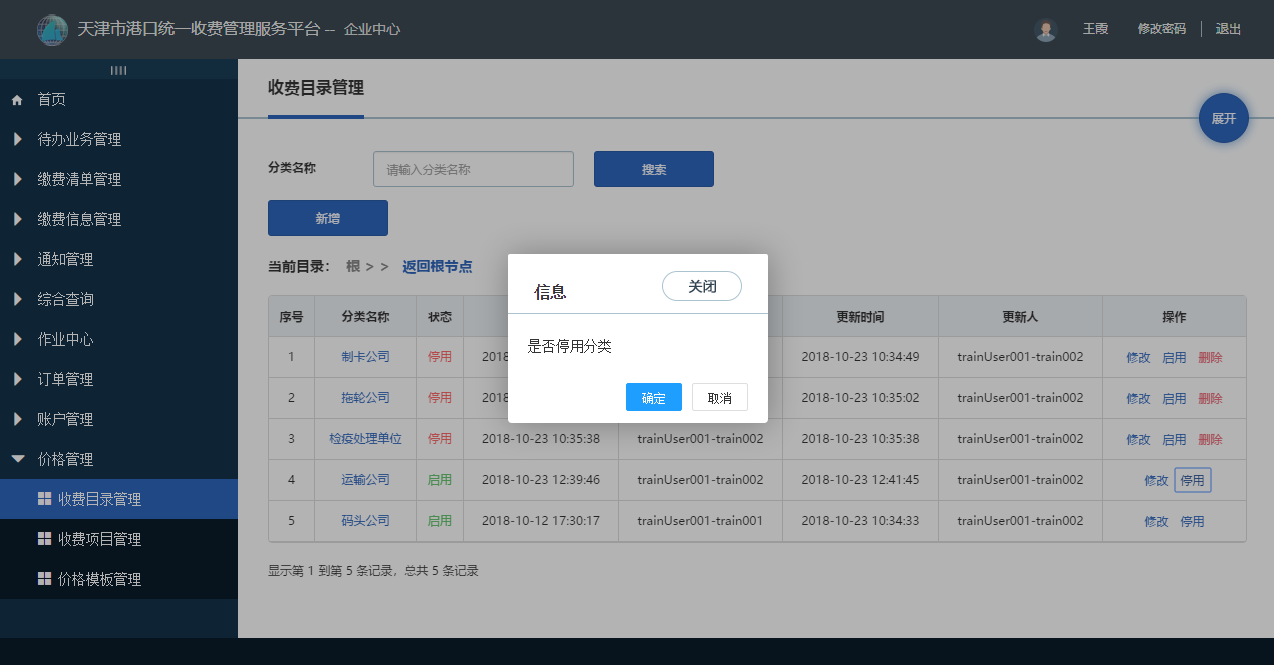 天津市港口统一收费管理服务平台 -- 企业中心
王霞 修改密码 退出
首页
待办业务管理
缴费清单管理
缴费信息管理
通知管理
综合查询
作业中心
订单管理
账户管理
价格管理
收费目录管理
收费项目管理
价格模板管理
收费目录管理
展开
分类名称 请输入分类名称 搜索
新增
当前目录： 根 > > 返回根节点
信息 关闭
是否停用分类
确定 取消
序号 分类名称 状态 更新时间 更新人 操作
1 制卡公司 停用 2018 2018-10-23 10:34:49 trainUser001-train002 修改 启用 删除
2 拖轮公司 停用 2018 2018-10-23 10:35:02 trainUser001-train002 修改 启用 删除
3 检疫处理单位 停用 2018-10-23 10:35:38 trainUser001-train002 2018-10-23 10:35:38 trainUser001-train002 修改 启用 删除
4 运输公司 启用 2018-10-23 12:39:46 trainUser001-train002 2018-10-23 12:41:45 trainUser001-train002 修改 停用
5 码头公司 启用 2018-10-12 17:30:17 trainUser001-train001 2018-10-23 10:34:33 trainUser001-train002 修改 停用
显示第 1 到第 5 条记录，总共 5 条记录